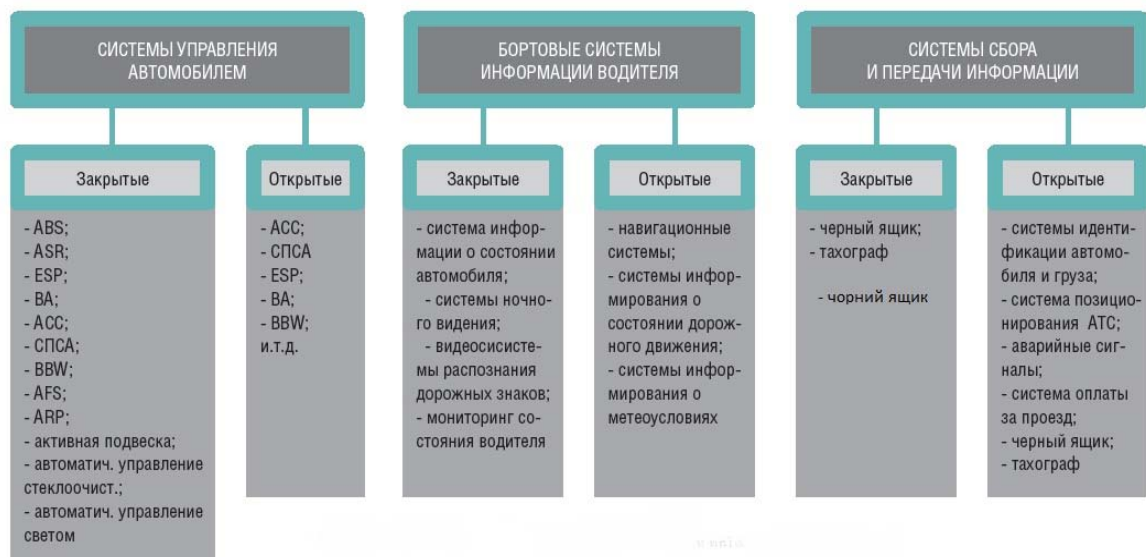 СИСТЕМЫ УПРАВЛЕНИЯ
АВТОМОБИЛЕМ
Закрытые
- ABS;
- ASR;
- ESP;
- BA;
- ACC;
- СПСА;
- BBW;
- AFS;
- ARP;
- активная подвеска;
- автоматич. управление
стеклоочист.;
- автоматич. управление
светом
Открытые
- ACC;
- СПСА
- ESP;
- BA;
- BBW;
и.т.д.
БОРТОВЫЕ СИСТЕМЫ
ИНФОРМАЦИИ ВОДИТЕЛЯ
Закрытые
- система инфор-
мации о состоянии
автомобиля;
- системы ночно-
го видения;
- видеосисисте-
мы распознания
дорожных знаков;
- мониторинг со-
стояния водителя
Открытые
- навигационные
системы;
- системы инфор-
мирования о
состоянии дорож-
ного движения;
- системы инфор-
мирования о
метеоусловиях
СИСТЕМЫ СБОРА
И ПЕРЕДАЧИ ИНФОРМАЦИИ
Закрытые
- черный ящик;
- тахограф
- чорний ящик
Открытые
- системы иденти-
фикации автомо-
биля и груза;
- система позицио-
нирования АТС;
- аварийные сиг-
налы;
- система оплаты
за проезд;
- черный ящик;
- тахограф